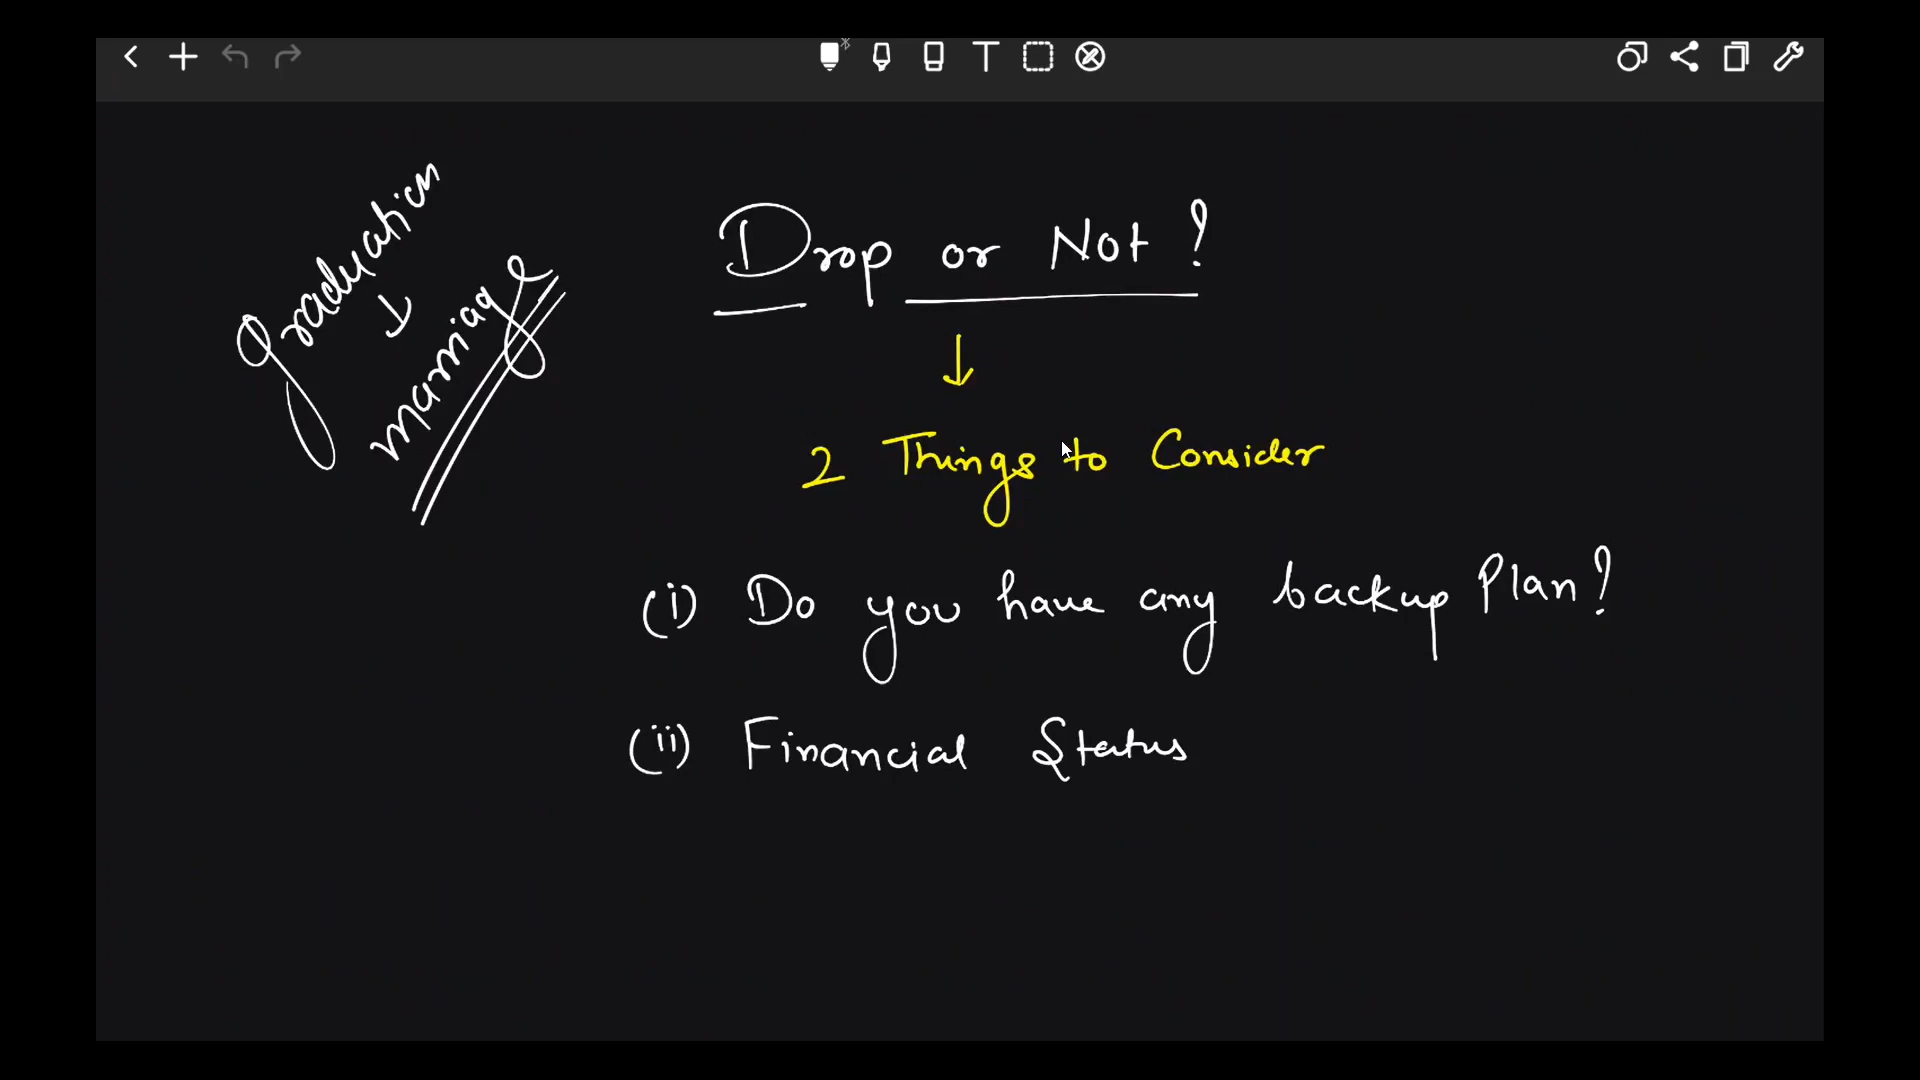 Graduation
↓
marriage
Drop or Not?
↓
2 Things to Consider
(i) Do you have any backup Plan?
(ii) Financial Status